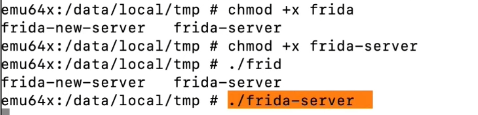 emu64x:/data/local/tmp # chmod +x frida
frida-new-server   frida-server
emu64x:/data/local/tmp # chmod +x frida-server
emu64x:/data/local/tmp # ./frid
frida-new-server   frida-server
emu64x:/data/local/tmp # ./frida-server